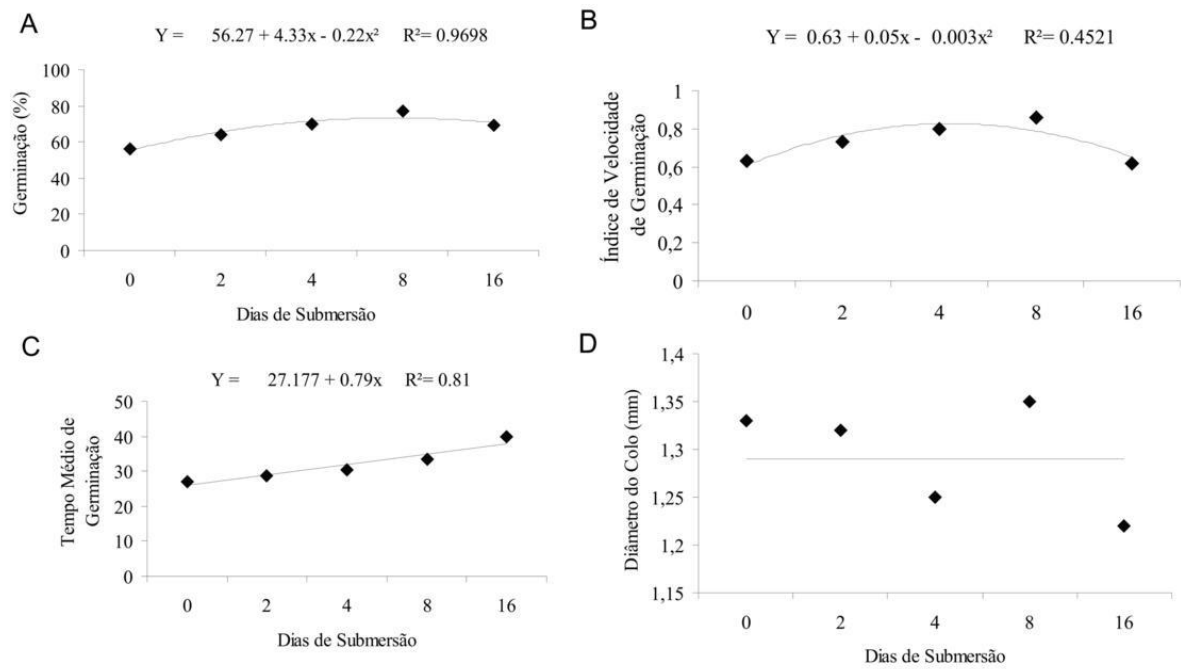 A
Y = 56.27 + 4.33x - 0.22x² R²= 0.9698
Germinação (%)
100
80
60
40
20
0
0 2 4 8 16
Dias de Submersão
B
Y = 0.63 + 0.05x - 0.003x² R²= 0.4521
Índice de Velocidade
de Germinação
1
0,8
0,6
0,4
0,2
0
0 2 4 8 16
C
Y = 27.177 + 0.79x R²= 0.81
Tempo Médio de
Germinação
50
40
30
20
10
0
0 2 4 8 16
Dias de Submersão
D
Diâmetro do Colo (mm)
1,4
1,35
1,3
1,25
1,2
1,15
0 2 4 8 16
Dias de Submersão